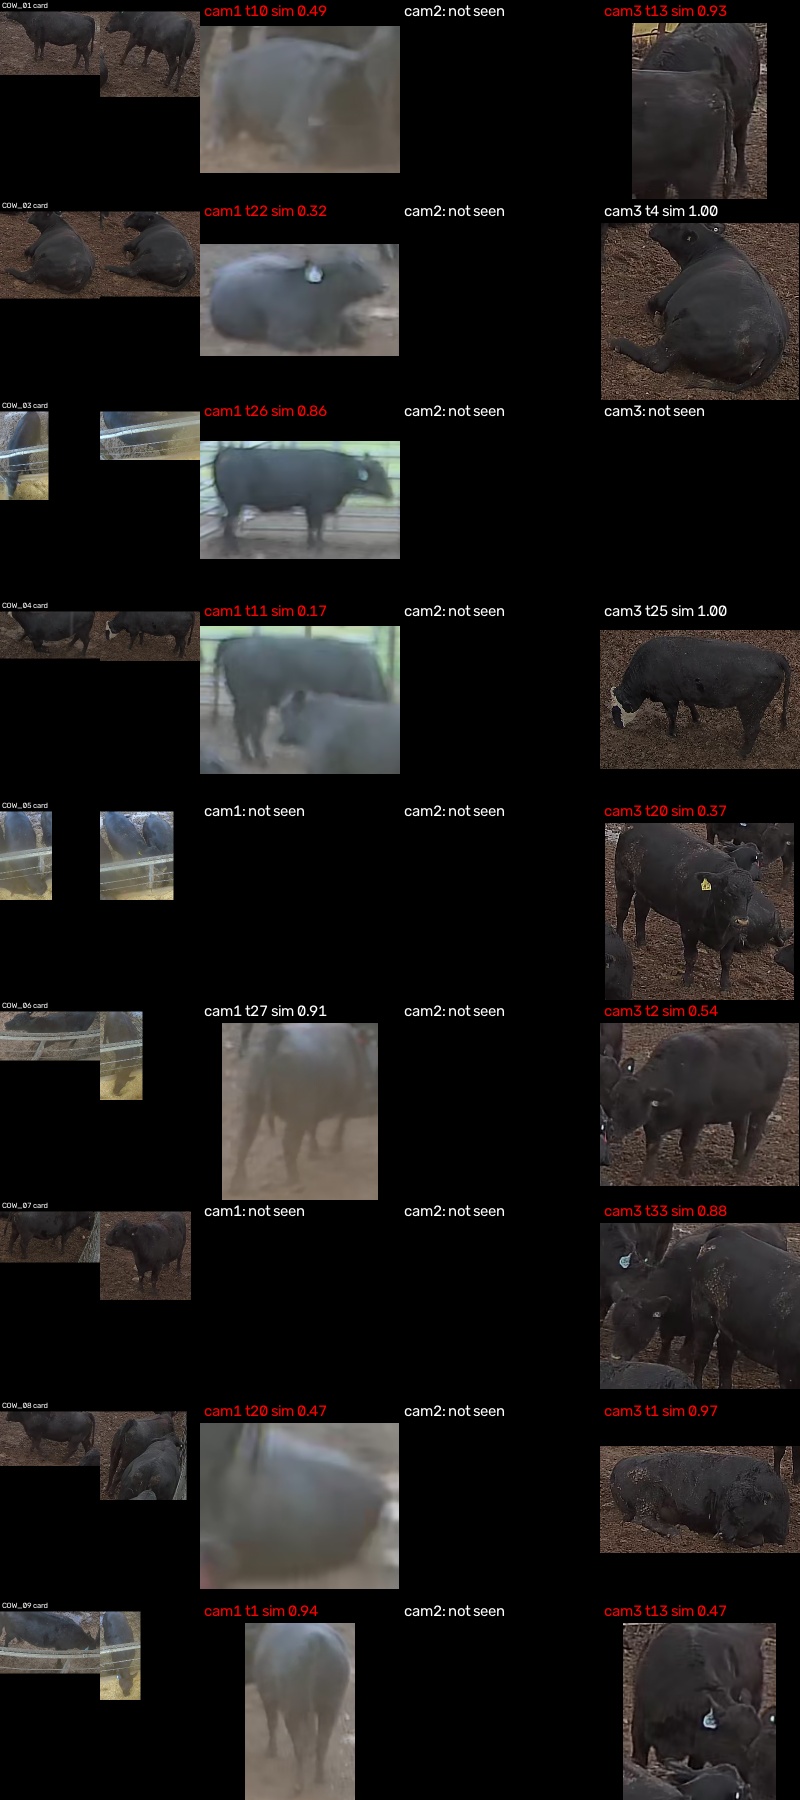 COW_01 card
cam1 t10 sim 0.49
cam2: not seen
cam3 t13 sim 0.93
COW_02 card
cam1 t22 sim 0.32
cam2: not seen
cam3 t4 sim 1.00
COW_03 card
cam1 t26 sim 0.86
cam2: not seen
cam3: not seen
COW_04 card
cam1 t11 sim 0.17
cam2: not seen
cam3 t25 sim 1.00
COW_05 card
cam1: not seen
cam2: not seen
cam3 t20 sim 0.37
COW_06 card
cam1 t27 sim 0.91
cam2: not seen
cam3 t2 sim 0.54
COW_07 card
cam1: not seen
cam2: not seen
cam3 t33 sim 0.88
COW_08 card
cam1 t20 sim 0.47
cam2: not seen
cam3 t1 sim 0.97
COW_09 card
cam1 t1 sim 0.94
cam2: not seen
cam3 t13 sim 0.47